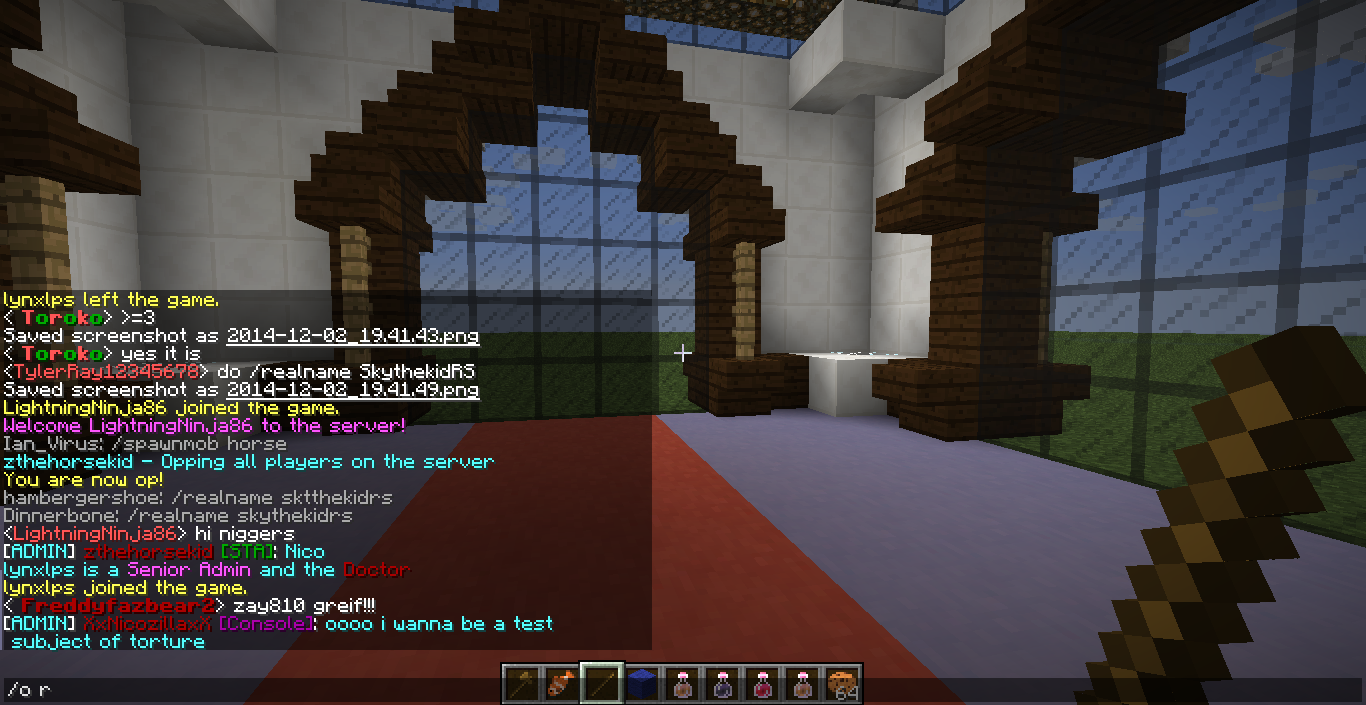 lynxlps left the game.
< Toroko> >=3
Saved screenshot as 2014-12-02_19.41.43.png
< Toroko> yes it is
<TylerRay12345678> do /realname SkythekidRS
Saved screenshot as 2014-12-02_19.41.49.png
LightningNinja86 joined the game.
Welcome LightningNinja86 to the server!
Ian_Virus: /spawnmob horse
zthehorsekid - Opping all players on the server
You are now op!
hambergershoe: /realname sktthekidrs
Dinnerbone: /realname skythekidrs
<LightningNinja86> hi niggers
[ADMIN] zthehorsekid [STA]: Nico
lynxlps is a Senior Admin and the Doctor
lynxlps joined the game.
< Freddyfazbear2> zay810 greif!!!
[ADMIN] XxNicozillaxX [Console]: oooo i wanna be a test
subject of torture
/o r
64